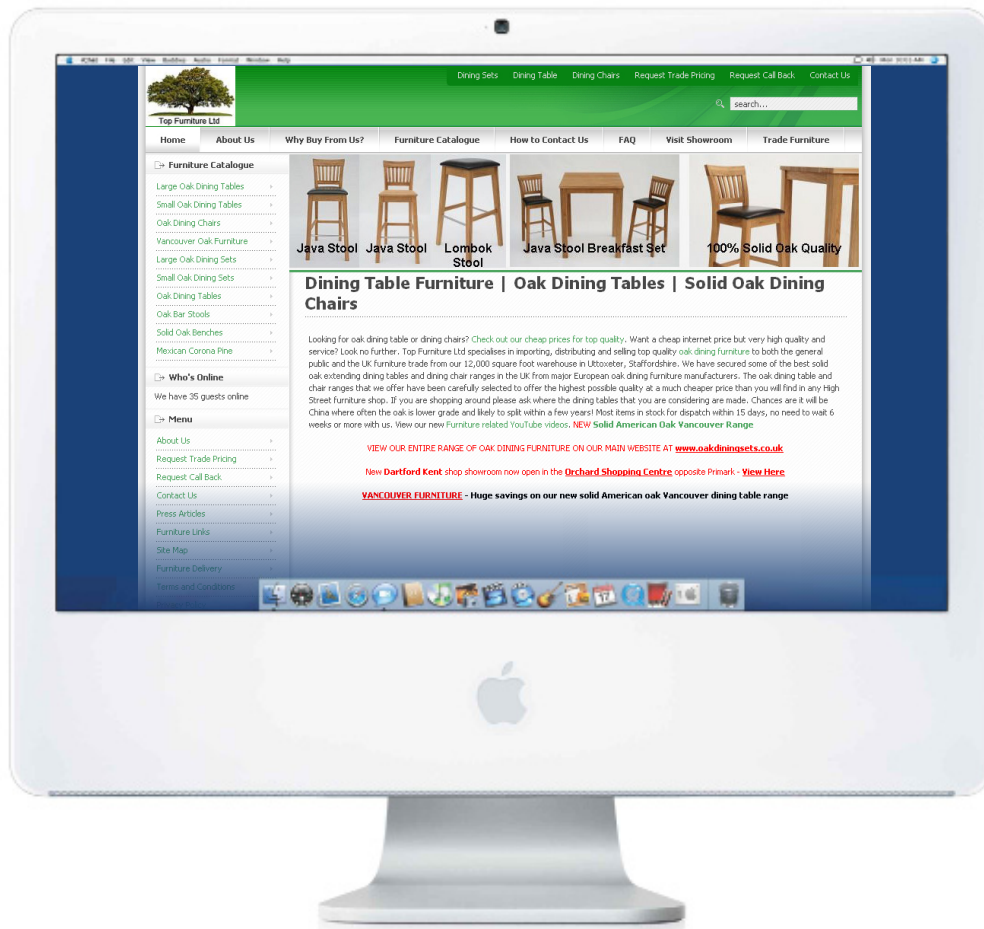 View
Format
Window
Help
Dining Sets Dining Table Dining Chairs Request Trade Pricing Request Call Back Contact Us
search...
Top Furniture Ltd
Home About Us Why Buy From Us? Furniture Catalogue How to Contact Us FAQ Visit Showroom Trade Furniture
Furniture Catalogue
Large Oak Dining Tables
Small Oak Dining Tables
Oak Dining Chairs
Vancouver Oak Furniture
Large Oak Dining Sets
Small Oak Dining Sets
Oak Dining Tables
Oak Bar Stools
Solid Oak Benches
Mexican Corona Pine
Who's Online
We have 35 guests online
Menu
About Us
Request Trade Pricing
Request Call Back
Contact Us
Press Articles
Furniture Links
Site Map
Furniture Delivery
Terms and Conditions
Java Stool Java Stool Lombok Stool Java Stool Breakfast Set 100% Solid Oak Quality
Dining Table Furniture | Oak Dining Tables | Solid Oak Dining
Chairs
Looking for oak dining table or dining chairs? Check out our cheap prices for top quality. Want a cheap internet price but very high quality and
service? Look no further. Top Furniture Ltd specialises in importing, distributing and selling top quality oak dining furniture to both the general
public and the UK furniture trade from our 12,000 square foot warehouse in Uttoxeter, Staffordshire. We have secured some of the best solid
oak extending dining tables and dining chair ranges in the UK from major European oak dining furniture manufacturers. The oak dining table and
chair ranges that we offer have been carefully selected to offer the highest possible quality at a much cheaper price than you will find in any High
Street furniture shop. If you are shopping around please ask where the dining tables that you are considering are made. Chances are it will be
China where often the oak is lower grade and likely to split within a few years! Most items in stock for dispatch within 15 days, no need to wait 6
weeks or more with us. View our new Furniture related YouTube videos. NEW Solid American Oak Vancouver Range
VIEW OUR ENTIRE RANGE OF OAK DINING FURNITURE ON OUR MAIN WEBSITE AT www.oakdiningsets.co.uk
New Dartford Kent shop showroom now open in the Orchard Shopping Centre opposite Primark - View Here
VANCOUVER FURNITURE - Huge savings on our new solid American oak Vancouver dining table range
17